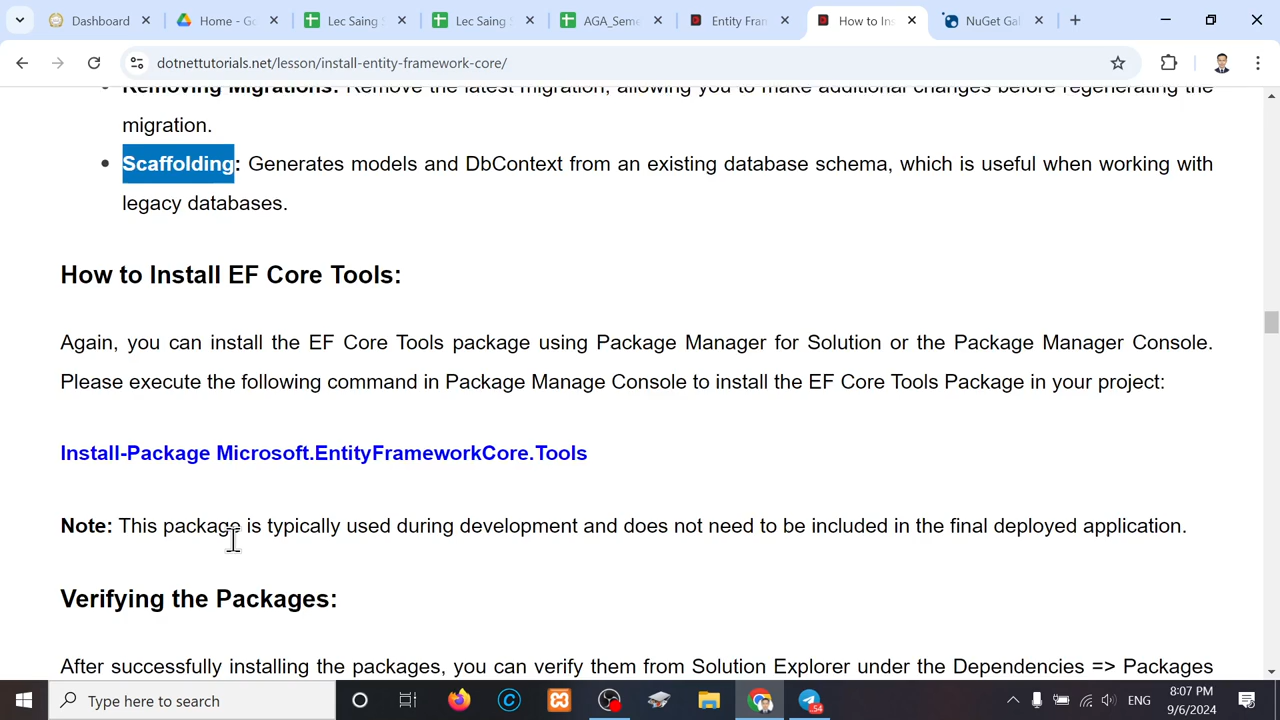 Dashboard
Home - Go
Lec Saing
Lec Saing
AGA_Seme
Entity Fran
How to Ins
NuGet Gal
dotnettutorials.net/lesson/install-entity-framework-core/
Removing Migrations: Remove the latest migration, allowing you to make additional changes before regenerating the
migration.
Scaffolding: Generates models and DbContext from an existing database schema, which is useful when working with
legacy databases.
How to Install EF Core Tools:
Again, you can install the EF Core Tools package using Package Manager for Solution or the Package Manager Console.
Please execute the following command in Package Manage Console to install the EF Core Tools Package in your project:
Install-Package Microsoft.EntityFrameworkCore.Tools
Note: This package is typically used during development and does not need to be included in the final deployed application.
Verifying the Packages:
After successfully installing the packages, you can verify them from Solution Explorer under the Dependencies => Packages
Type here to search
54
ENG
8:07 PM
9/6/2024